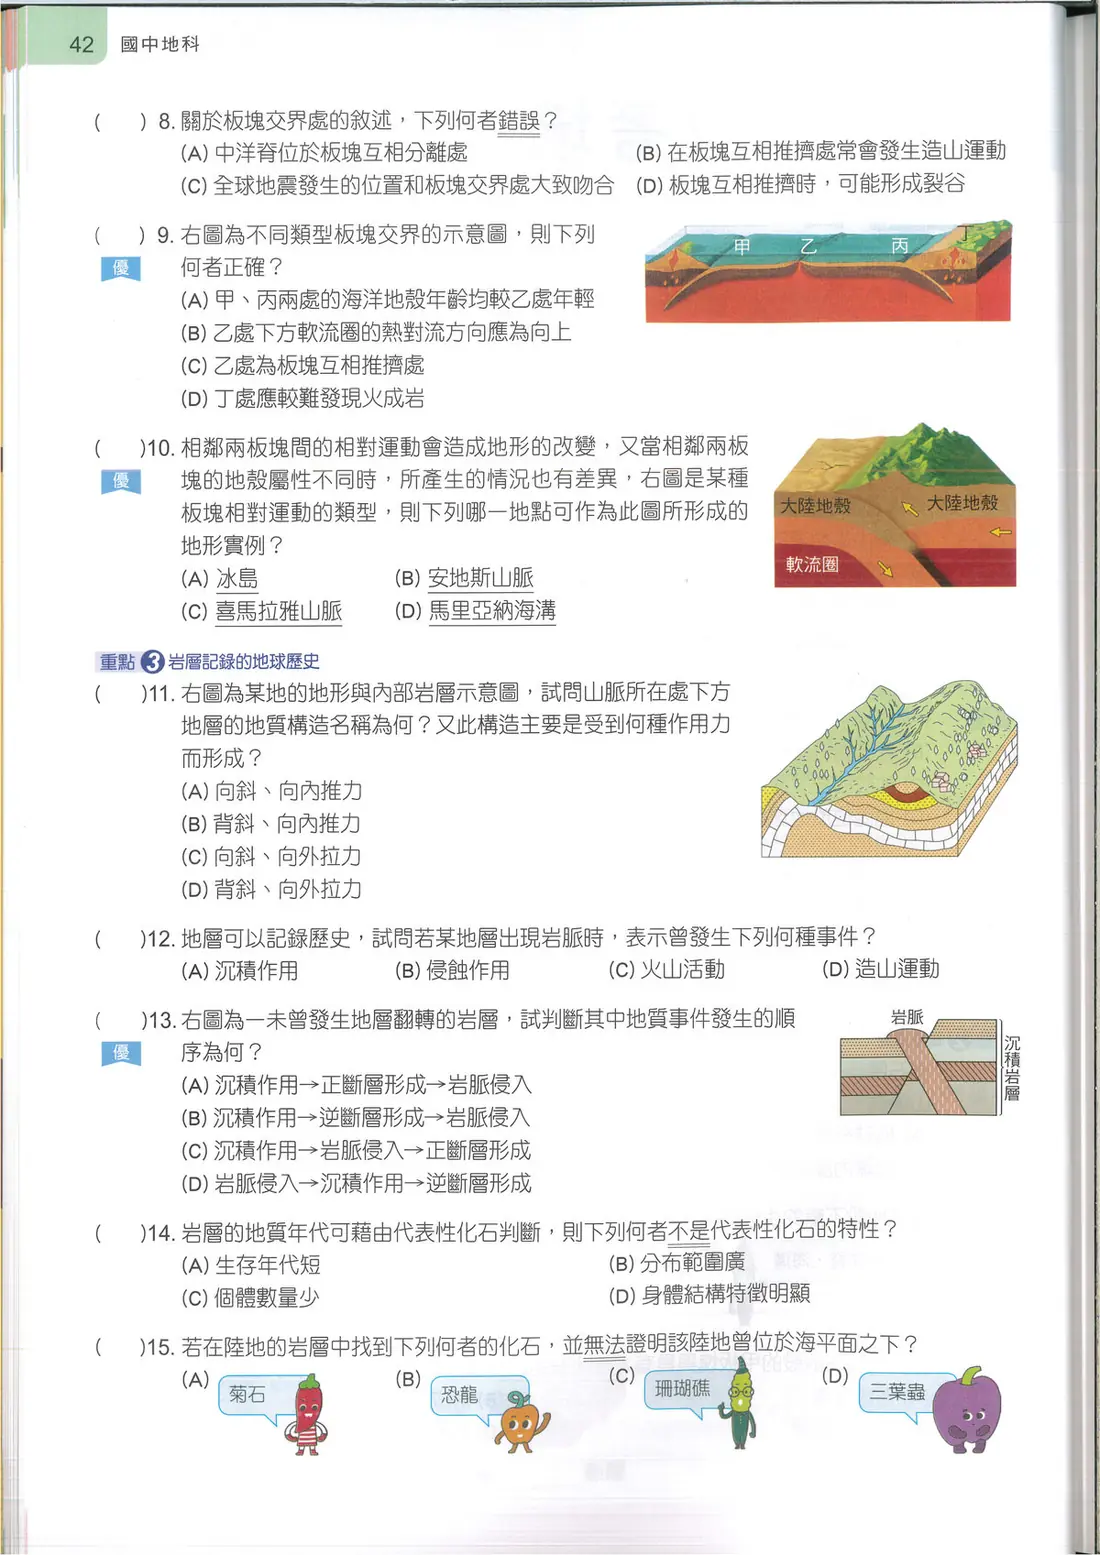 42 國中地科
( ) 8. 關於板塊交界處的敘述，下列何者錯誤？
(A) 中洋脊位於板塊互相分離處 (B) 在板塊互相推擠處常會發生造山運動
(C) 全球地震發生的位置和板塊交界處大致吻合 (D) 板塊互相推擠時，可能形成裂谷
( ) 9. 右圖為不同類型板塊交界的示意圖，則下列
優 何者正確？
(A) 甲、丙兩處的海洋地殼年齡均較乙處年輕
(B) 乙處下方軟流圈的熱對流方向應為向上
(C) 乙處為板塊互相推擠處
(D) 丁處應較難發現火成岩
甲 乙 丙 丁
( )10. 相鄰兩板塊間的相對運動會造成地形的改變，又當相鄰兩板
優 塊的地殼屬性不同時，所產生的情況也有差異，右圖是某種
板塊相對運動的類型，則下列哪一地點可作為此圖所形成的
地形實例？
(A) 冰島 (B) 安地斯山脈
(C) 喜馬拉雅山脈 (D) 馬里亞納海溝
大陸地殼 大陸地殼
軟流圈
重點 3 岩層記錄的地球歷史
( )11. 右圖為某地的地形與內部岩層示意圖，試問山脈所在處下方
地層的地質構造名稱為何？又此構造主要是受到何種作用力
而形成？
(A) 向斜、向內推力
(B) 背斜、向內推力
(C) 向斜、向外拉力
(D) 背斜、向外拉力
( )12. 地層可以記錄歷史，試問若某地層出現岩脈時，表示曾發生下列何種事件？
(A) 沉積作用 (B) 侵蝕作用 (C) 火山活動 (D) 造山運動
( )13. 右圖為一未曾發生地層翻轉的岩層，試判斷其中地質事件發生的順
優 序為何？
(A) 沉積作用→正斷層形成→岩脈侵入
(B) 沉積作用→逆斷層形成→岩脈侵入
(C) 沉積作用→岩脈侵入→正斷層形成
(D) 岩脈侵入→沉積作用→逆斷層形成
岩脈
沉積岩層
( )14. 岩層的地質年代可藉由代表性化石判斷，則下列何者不是代表性化石的特性？
(A) 生存年代短 (B) 分布範圍廣
(C) 個體數量少 (D) 身體結構特徵明顯
( )15. 若在陸地的岩層中找到下列何者的化石，並無法證明該陸地曾位於海平面之下？
(A) 菊石 (B) 恐龍 (C) 珊瑚礁 (D) 三葉蟲